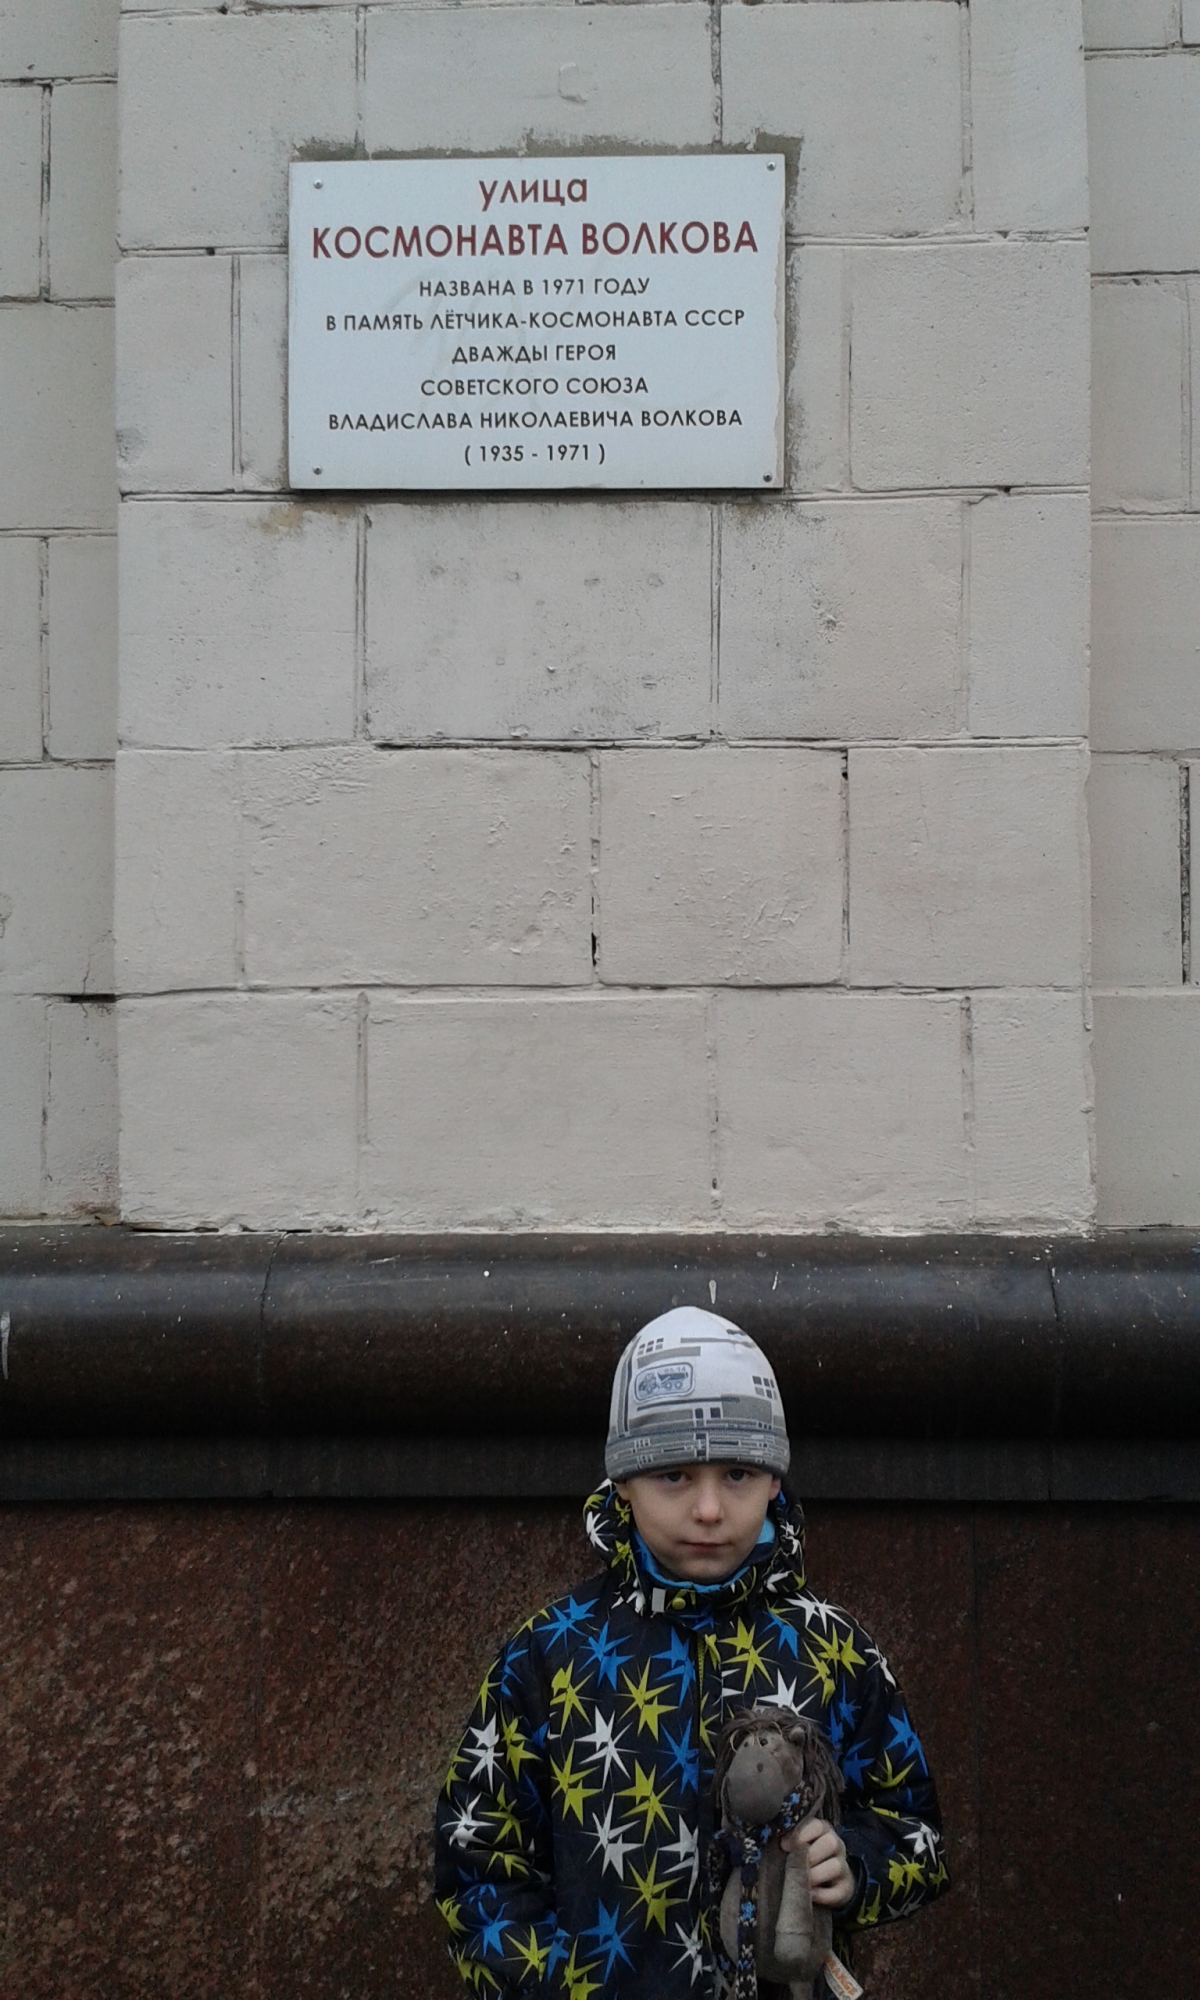 улица
КОСМОНАВТА ВОЛКОВА
НАЗВАНА В 1971 ГОДУ
В ПАМЯТЬ ЛЁТЧИКА-КОСМОНАВТА СССР
ДВАЖДЫ ГЕРОЯ
СОВЕТСКОГО СОЮЗА
ВЛАДИСЛАВА НИКОЛАЕВИЧА ВОЛКОВА
( 1935 - 1971 )